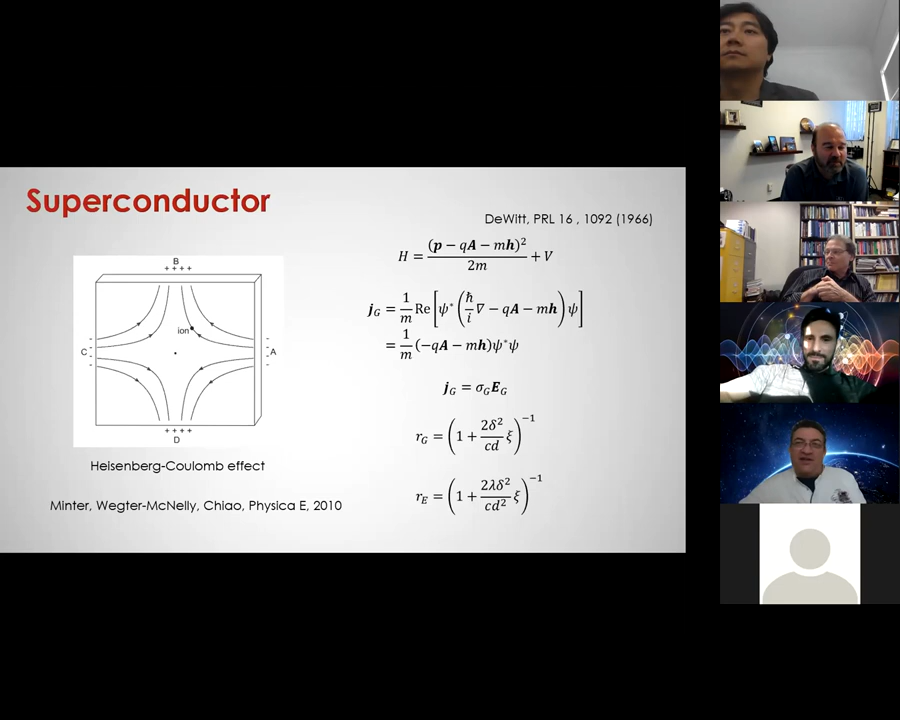 Superconductor
DeWitt, PRL 16 , 1092 (1966)
B
+ + + +
ion
C
-
-
-
A
-
-
-
+ + + +
D
Heisenberg-Coulomb effect
Minter, Wegter-McNelly, Chiao, Physica E, 2010
H = (p − qA − mh)² / 2m + V
j_G = 1/m Re [ψ* (ħ/i ∇ − qA − mh) ψ]
= 1/m (−qA − mh)ψ*ψ
j_G = σ_G E_G
r_G = (1 + 2δ²/cd ξ)⁻¹
r_E = (1 + 2λδ²/cd² ξ)⁻¹